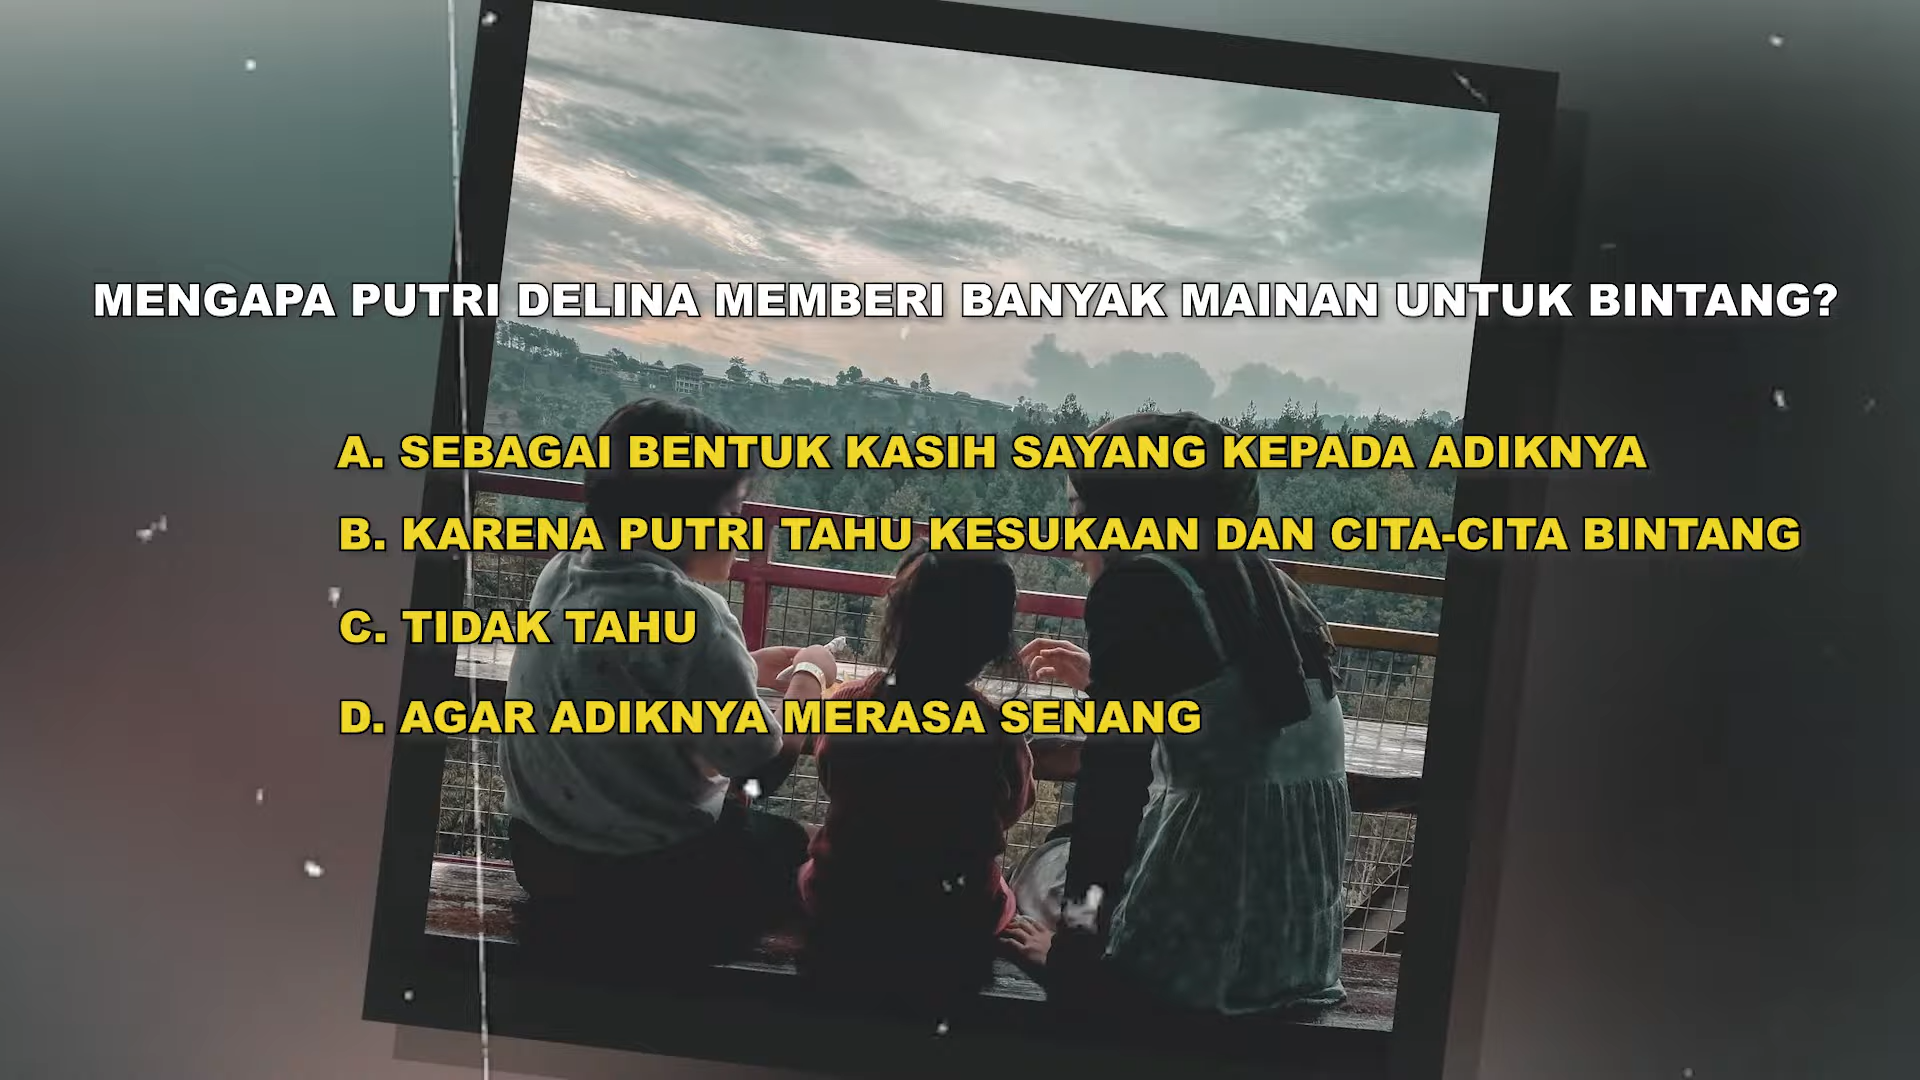 MENGAPA PUTRI DELINA MEMBERI BANYAK MAINAN UNTUK BINTANG?
A. SEBAGAI BENTUK KASIH SAYANG KEPADA ADIKNYA
B. KARENA PUTRI TAHU KESUKAAN DAN CITA-CITA BINTANG
C. TIDAK TAHU
D. AGAR ADIKNYA MERASA SENANG